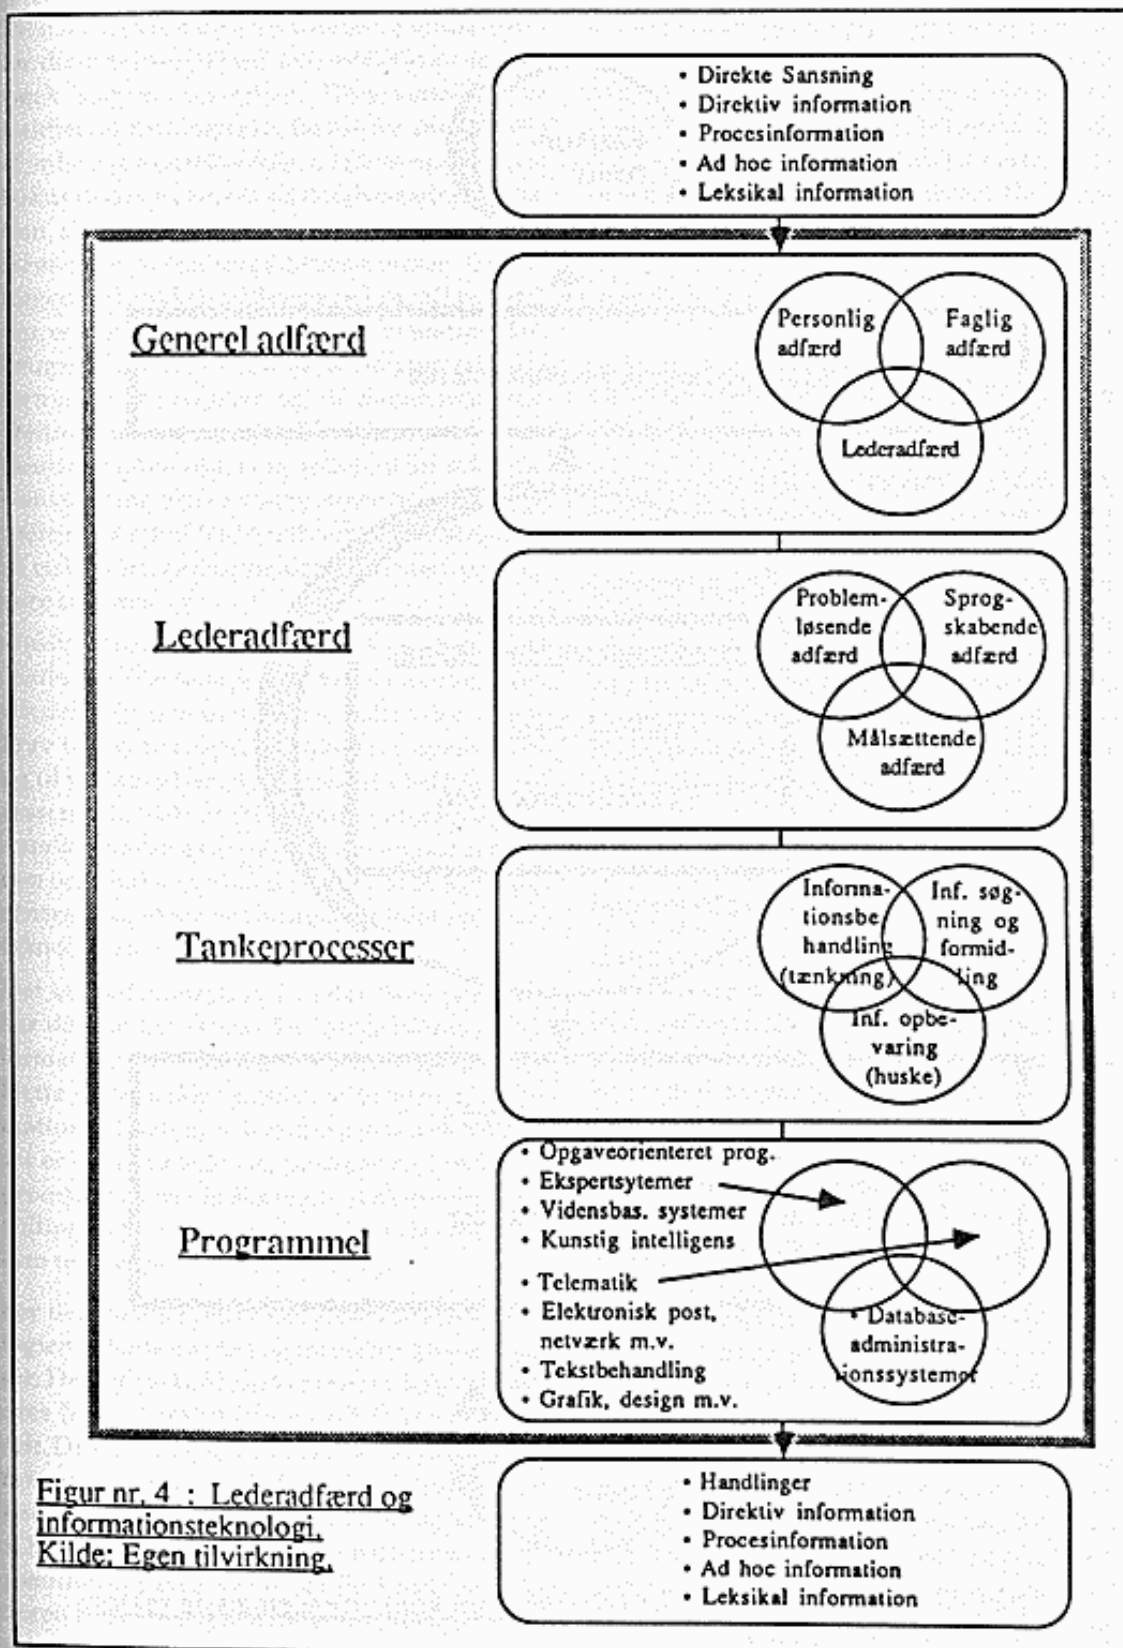 • Direkte Sansning
• Direktiv information
• Procesinformation
• Ad hoc information
• Leksikal information
Generel adfærd
Personlig
adfærd
Faglig
adfærd
Lederadfærd
Lederadfærd
Problem-
løsende
adfærd
Sprog-
skabende
adfærd
Målsættende
adfærd
Tankeprocesser
Informa-
tionsbe
handling
(tænkning)
Inf. søg-
ning og
formid-
ling
Inf. opbe-
varing
(huske)
Programmel
• Opgaveorienteret prog.
• Ekspertsytemer
• Vidensbas. systemer
• Kunstig intelligens
• Telematik
• Elektronisk post,
netværk m.v.
• Tekstbehandling
• Grafik, design m.v.
• Database-
administra-
tionssystemer
Figur nr. 4 : Lederadfærd og
informationsteknologi.
Kilde: Egen tilvirkning.
• Handlinger
• Direktiv information
• Procesinformation
• Ad hoc information
• Leksikal information